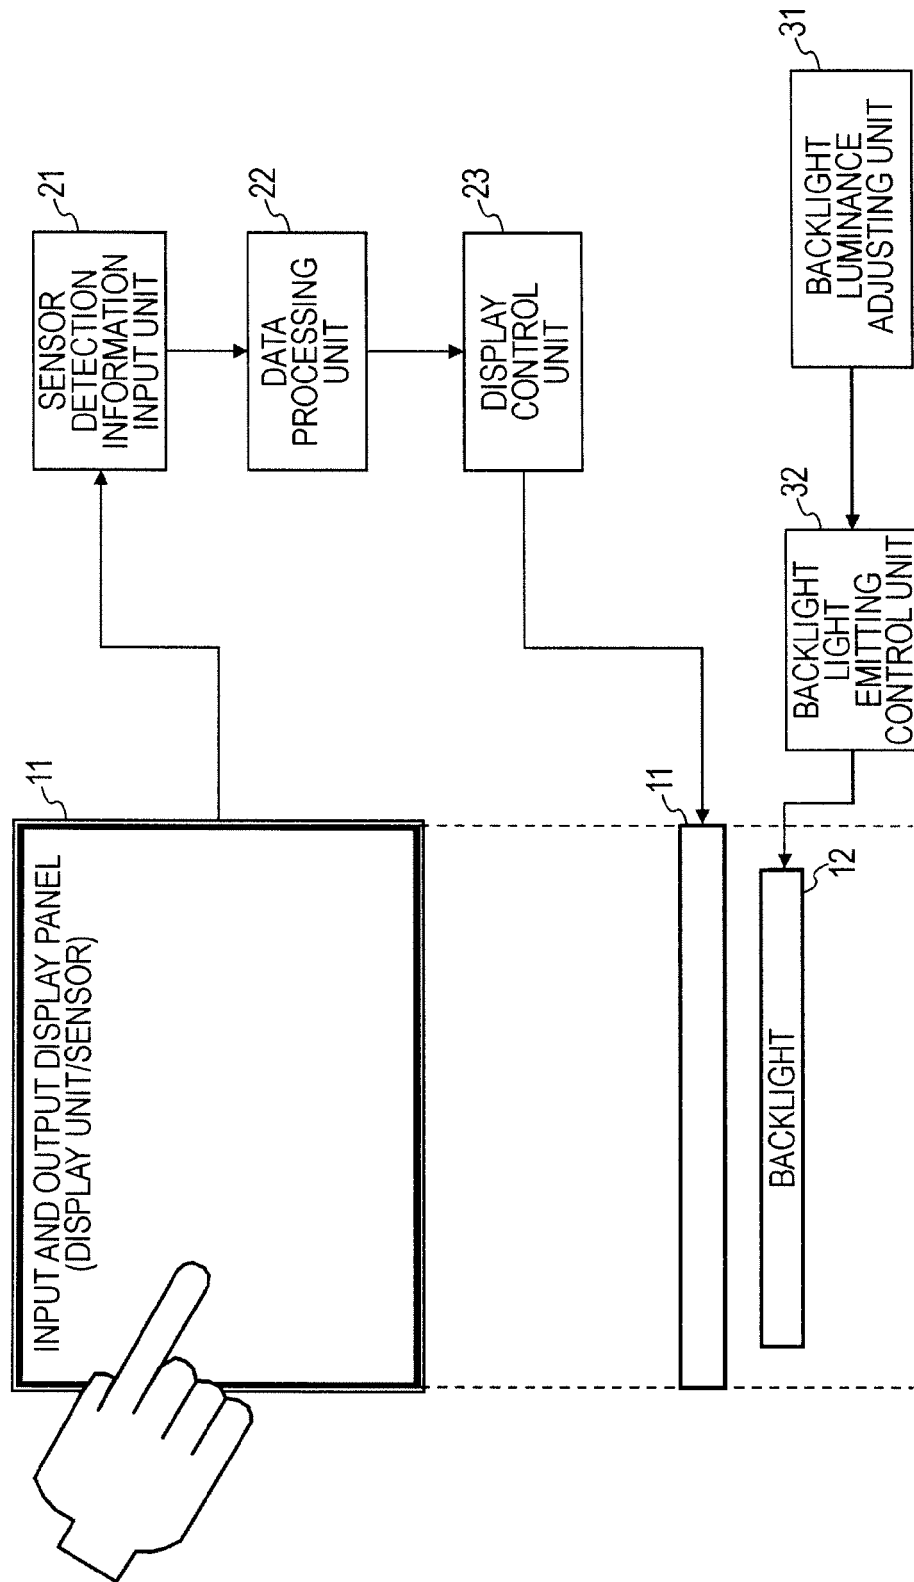 11
INPUT AND OUTPUT DISPLAY PANEL
(DISPLAY UNIT/SENSOR)
21
SENSOR
DETECTION
INFORMATION
INPUT UNIT
22
DATA
PROCESSING
UNIT
23
DISPLAY
CONTROL
UNIT
11
BACKLIGHT
12
32
BACKLIGHT
LIGHT
EMITTING
CONTROL UNIT
31
BACKLIGHT
LUMINANCE
ADJUSTING UNIT